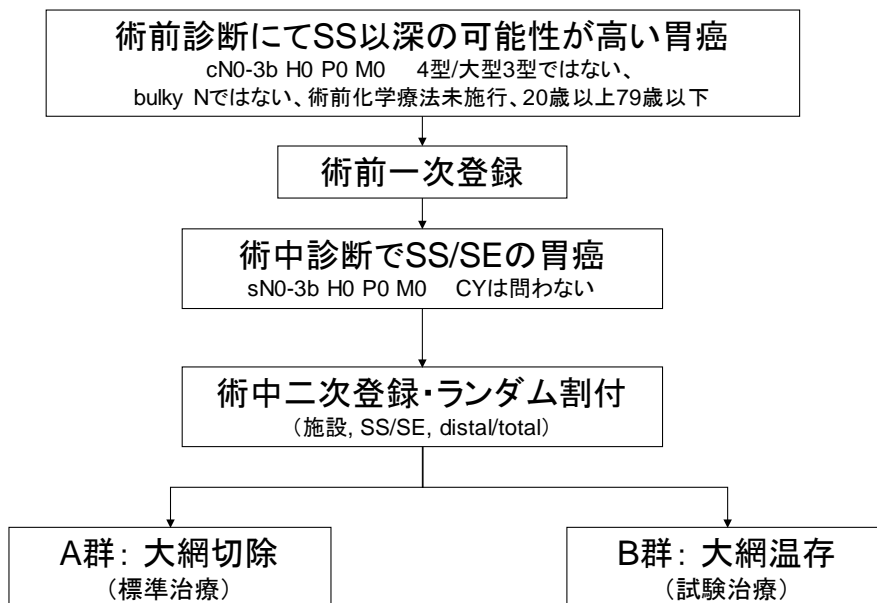 術前診断にてSS以深の可能性が高い胃癌
cN0-3b H0 P0 M0　4型/大型3型ではない、
bulky Nではない、術前化学療法未施行、20歳以上79歳以下
術前一次登録
術中診断でSS/SEの胃癌
sN0-3b H0 P0 M0　CYは問わない
術中二次登録・ランダム割付
（施設, SS/SE, distal/total）
A群： 大網切除
（標準治療）
B群： 大網温存
（試験治療）